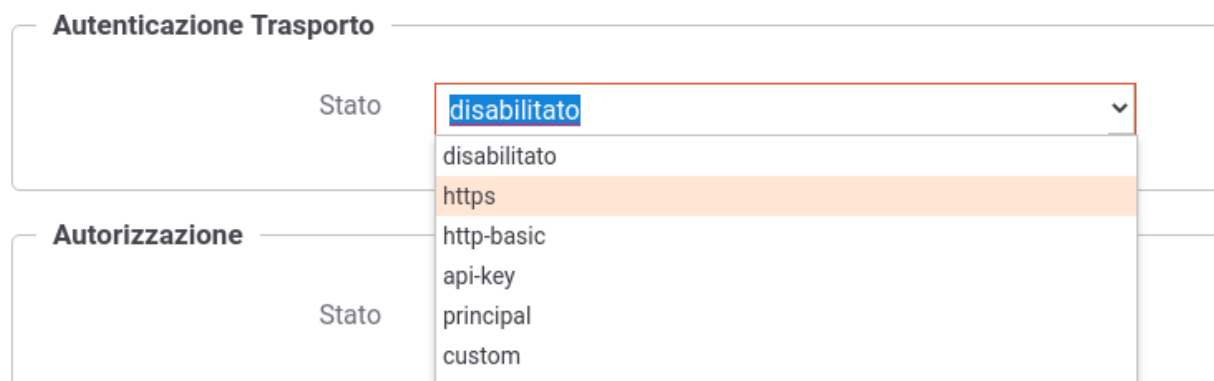 Autenticazione Trasporto
Stato
disabilitato
disabilitato
https
http-basic
api-key
principal
custom
Autorizzazione
Stato